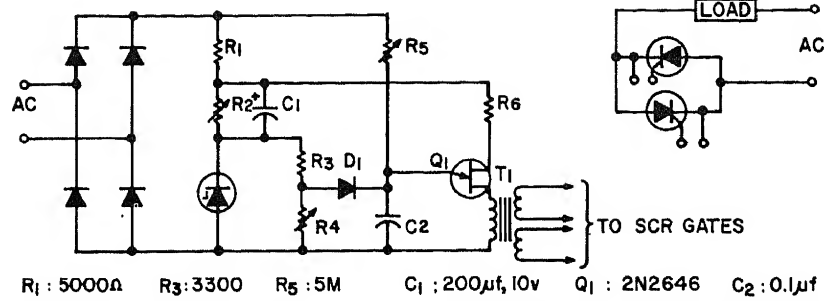 LOAD
AC
R1
R5
AC
R2
+
C1
R6
R3
D1
Q1
T1
R4
C2
TO SCR GATES
R1 : 5000Ω R3 : 3300 R5 : 5M C1 ; 200μf, 10v Q1 : 2N2646 C2 : 0.1μf